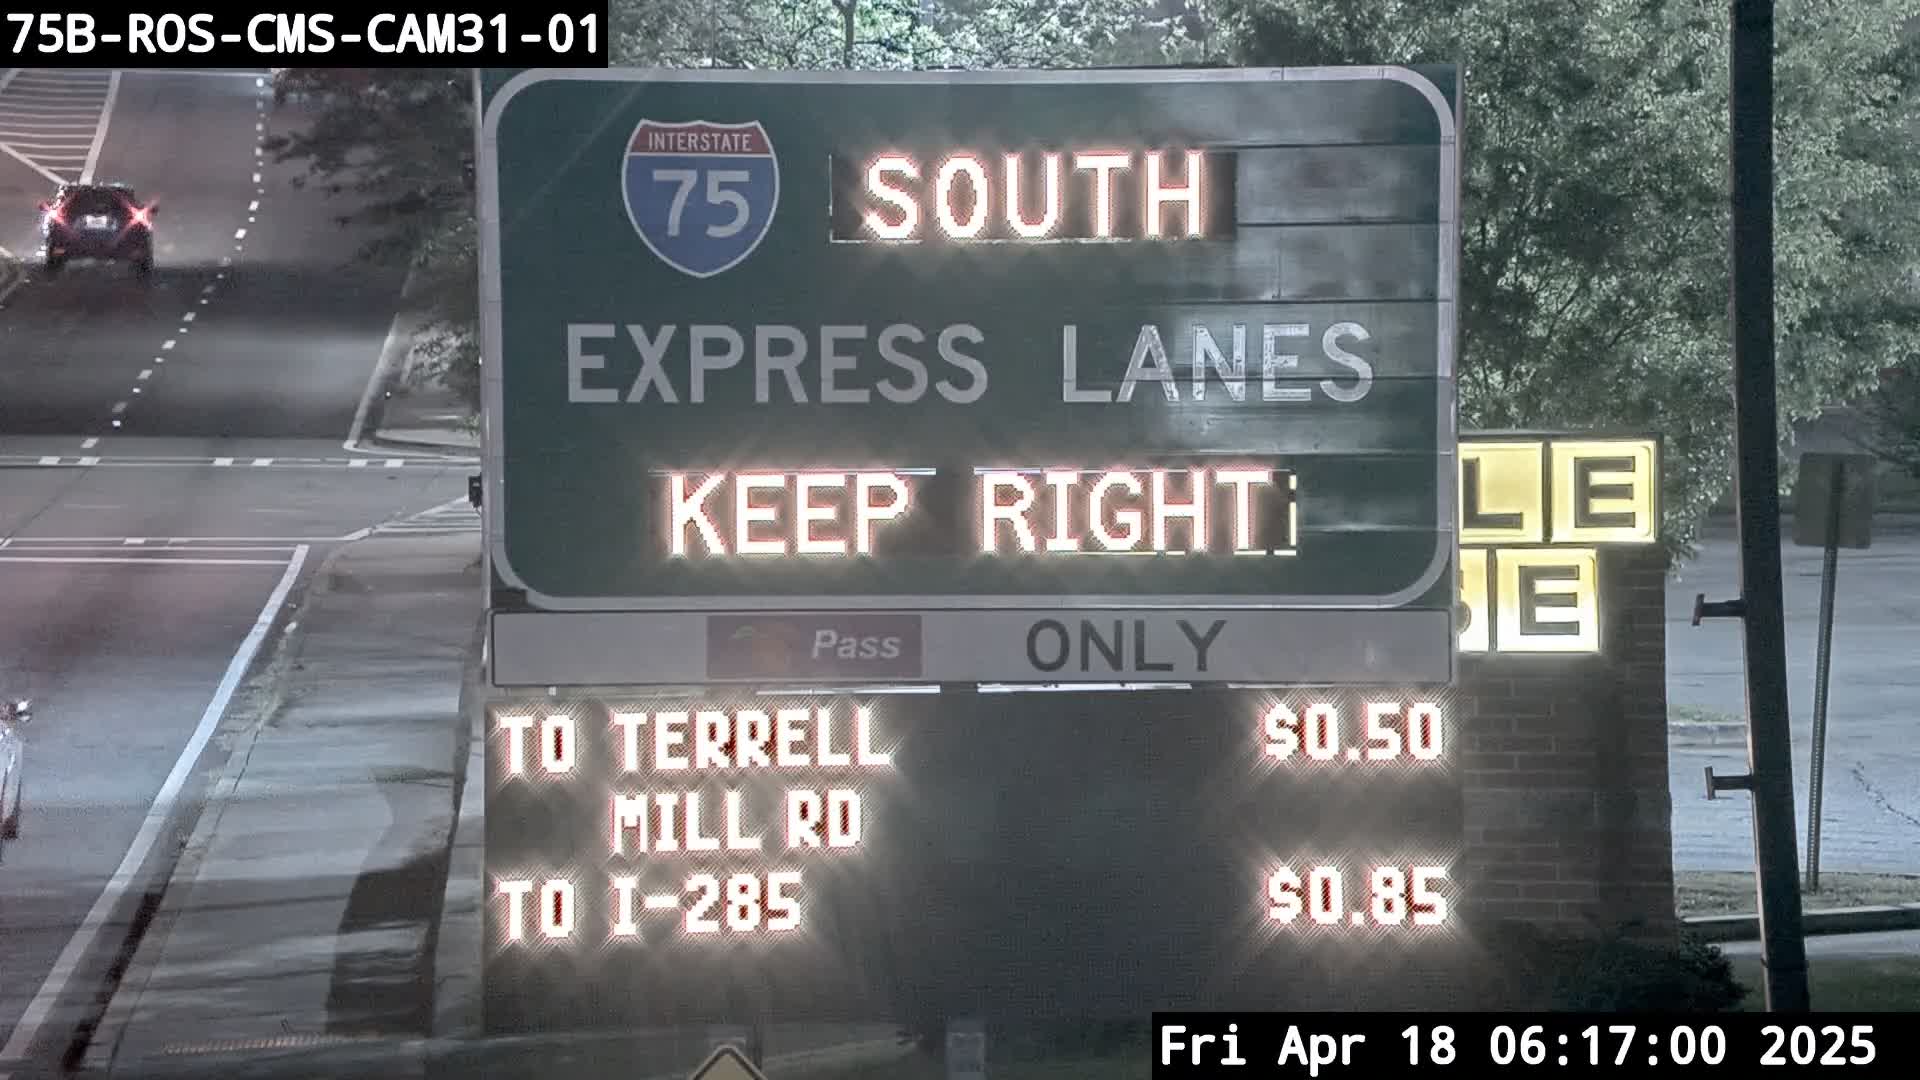 75B-ROS-CMS-CAM31-01
INTERSTATE
75
SOUTH
EXPRESS LANES
KEEP RIGHT
Pass ONLY
TO TERRELL $0.50
MILL RD
TO I-285 $0.85
LE
E
Fri Apr 18 06:17:00 2025